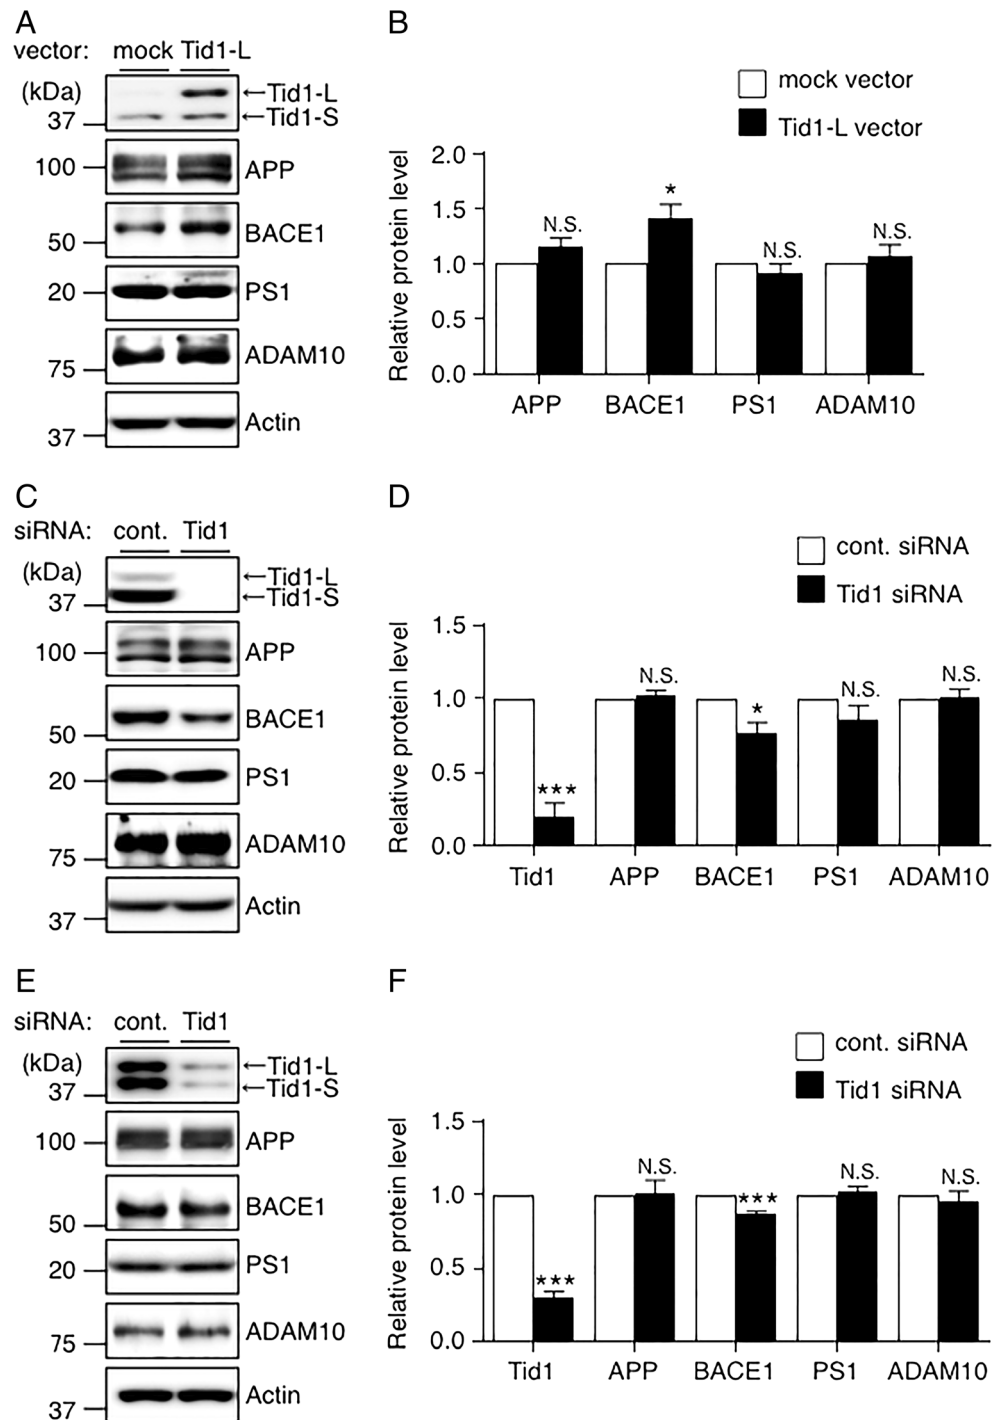 A
vector: mock Tid1-L
(kDa)
←Tid1-L
37
←Tid1-S
100
APP
BACE1
50
20
PS1
ADAM10
75
Actin
37
B
mock vector
Tid1-L vector
Relative protein level
2.0
1.5
1.0
0.5
0.0
N.S.
*
N.S.
N.S.
APP BACE1 PS1 ADAM10
C
siRNA: cont. Tid1
(kDa)
←Tid1-L
37
←Tid1-S
100
APP
BACE1
50
20
PS1
ADAM10
75
Actin
37
D
cont. siRNA
Tid1 siRNA
Relative protein level
1.5
1.0
0.5
0.0
***
N.S.
*
N.S.
N.S.
Tid1 APP BACE1 PS1 ADAM10
E
siRNA: cont. Tid1
(kDa)
←Tid1-L
37
←Tid1-S
100
APP
BACE1
50
20
PS1
ADAM10
75
Actin
37
F
cont. siRNA
Tid1 siRNA
Relative protein level
1.5
1.0
0.5
0.0
***
N.S.
***
N.S.
N.S.
Tid1 APP BACE1 PS1 ADAM10